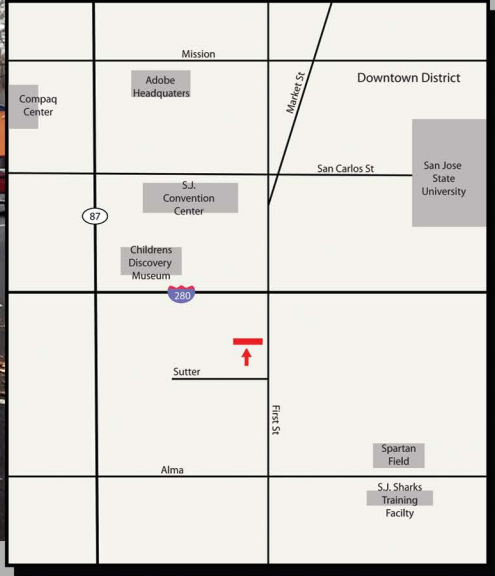 Mission
Adobe
Headquaters
Downtown District
Compaq
Center
Market St
San Carlos St
San Jose
State
University
S.J.
Convention
Center
87
Childrens
Discovery
Museum
280
Sutter
First St
Spartan
Field
Alma
S.J. Sharks
Training
Facilty